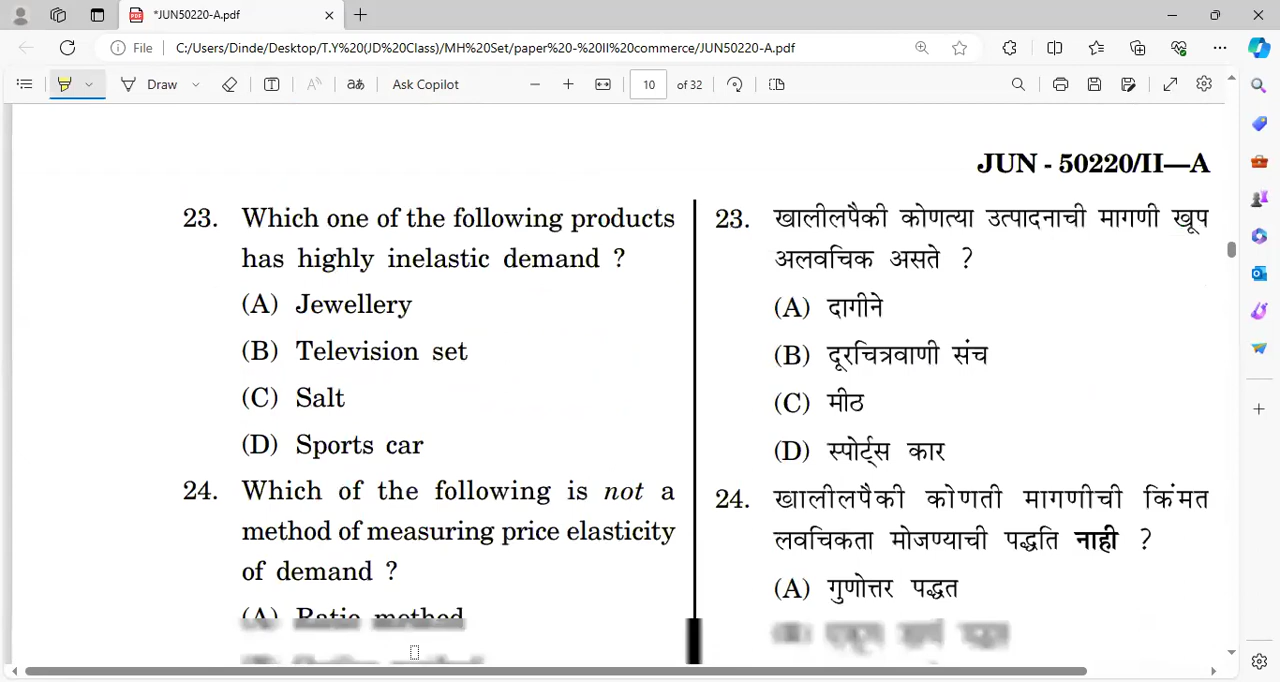 *JUN50220-A.pdf
File C:/Users/Dinde/Desktop/T.Y%20(JD%20Class)/MH%20Set/paper%20-%20II%20commerce/JUN50220-A.pdf
Draw aあ Ask Copilot 10 of 32
JUN - 50220/II—A
23. Which one of the following products
has highly inelastic demand ?
(A) Jewellery
(B) Television set
(C) Salt
(D) Sports car
24. Which of the following is not a
method of measuring price elasticity
of demand ?
(A) Ratio method
23. खालीलपैकी कोणत्या उत्पादनाची मागणी खूप
अलवचिक असते ?
(A) दागीने
(B) दूरचित्रवाणी संच
(C) मीठ
(D) स्पोर्ट्स कार
24. खालीलपैकी कोणती मागणीची किंमत
लवचिकता मोजण्याची पद्धति नाही ?
(A) गुणोत्तर पद्धत